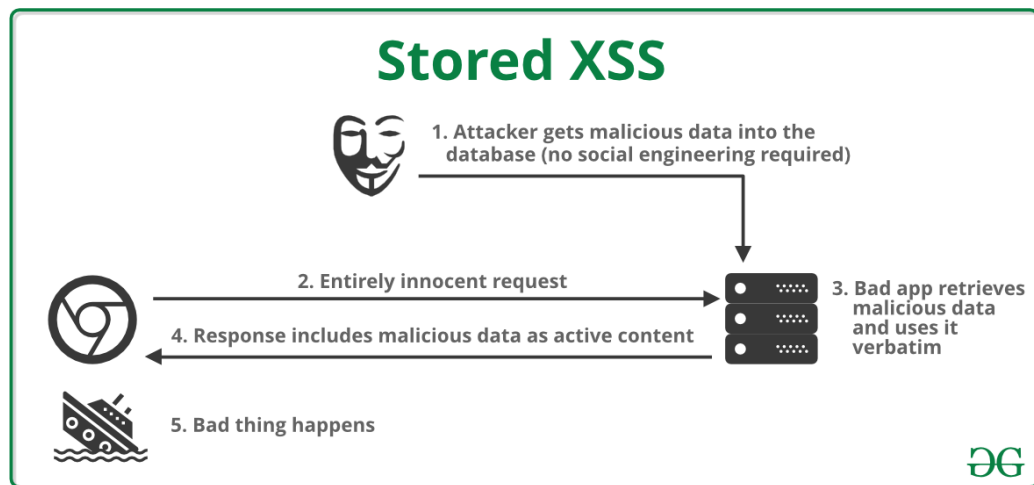 Stored XSS
1. Attacker gets malicious data into the
database (no social engineering required)
2. Entirely innocent request
3. Bad app retrieves
malicious data
and uses it
verbatim
4. Response includes malicious data as active content
5. Bad thing happens